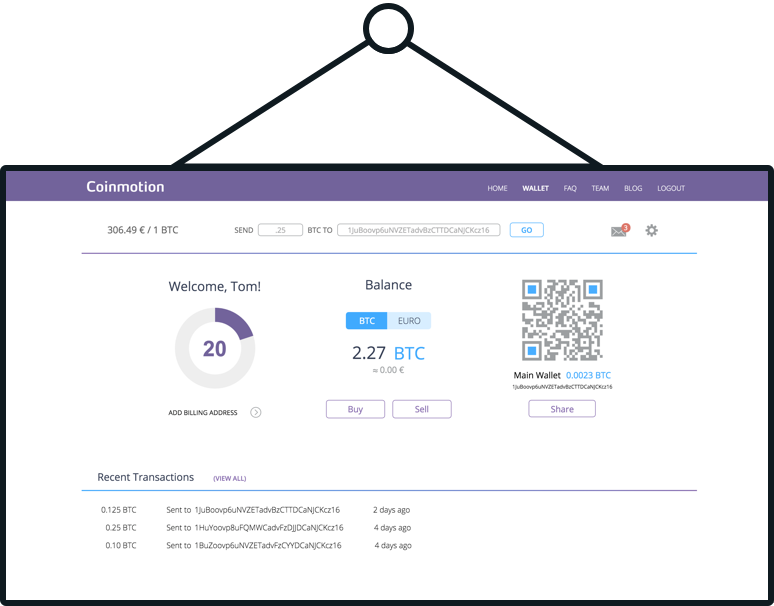 Coinmotion HOME WALLET FAQ TEAM BLOG LOGOUT
306.49 € / 1 BTC SEND .25 BTC TO 1JuBoovp6uNVZETadvBzCTTDCaNJCKcz16 GO 3
Welcome, Tom!
20
ADD BILLING ADDRESS
Balance
BTC EURO
2.27 BTC
≈ 0.00 €
Buy Sell
Main Wallet 0.0023 BTC
1JuBoovp6uNVZETadvBzCTTDCaNJCKcz16
Share
Recent Transactions (VIEW ALL)
0.125 BTC Sent to 1JuBoovp6uNVZETadvBzCTTDCaNJCKcz16 2 days ago
0.25 BTC Sent to 1HuYoovp8uFQMWCadvFzDJJDCaNJCKcz16 4 days ago
0.10 BTC Sent to 1BuZoovp6uNVZETadvFzCYYDCaNJCKcz16 4 days ago